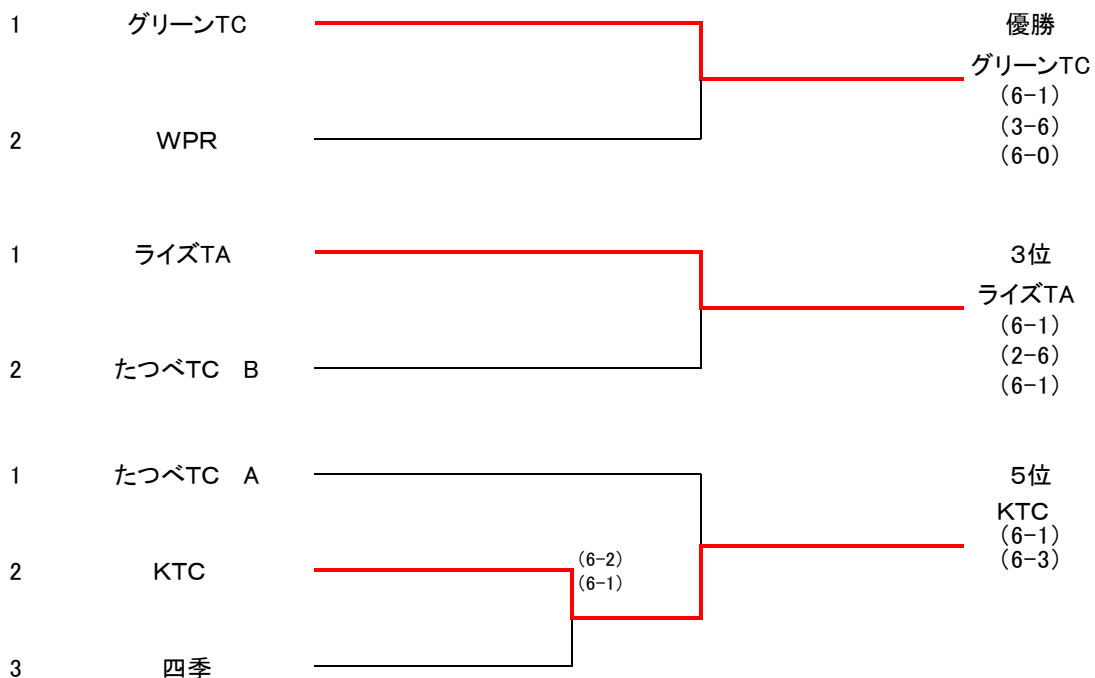 1 グリーンTC 優勝
グリーンTC
（6-1）
（3-6）
2 WPR （6-0）
1 ライズTA 3位
ライズTA
（6-1）
（2-6）
2 たつべTC　B （6-1）
1 たつべTC　A 5位
KTC
（6-1）
（6-2） （6-3）
2 KTC （6-1）
3 四季